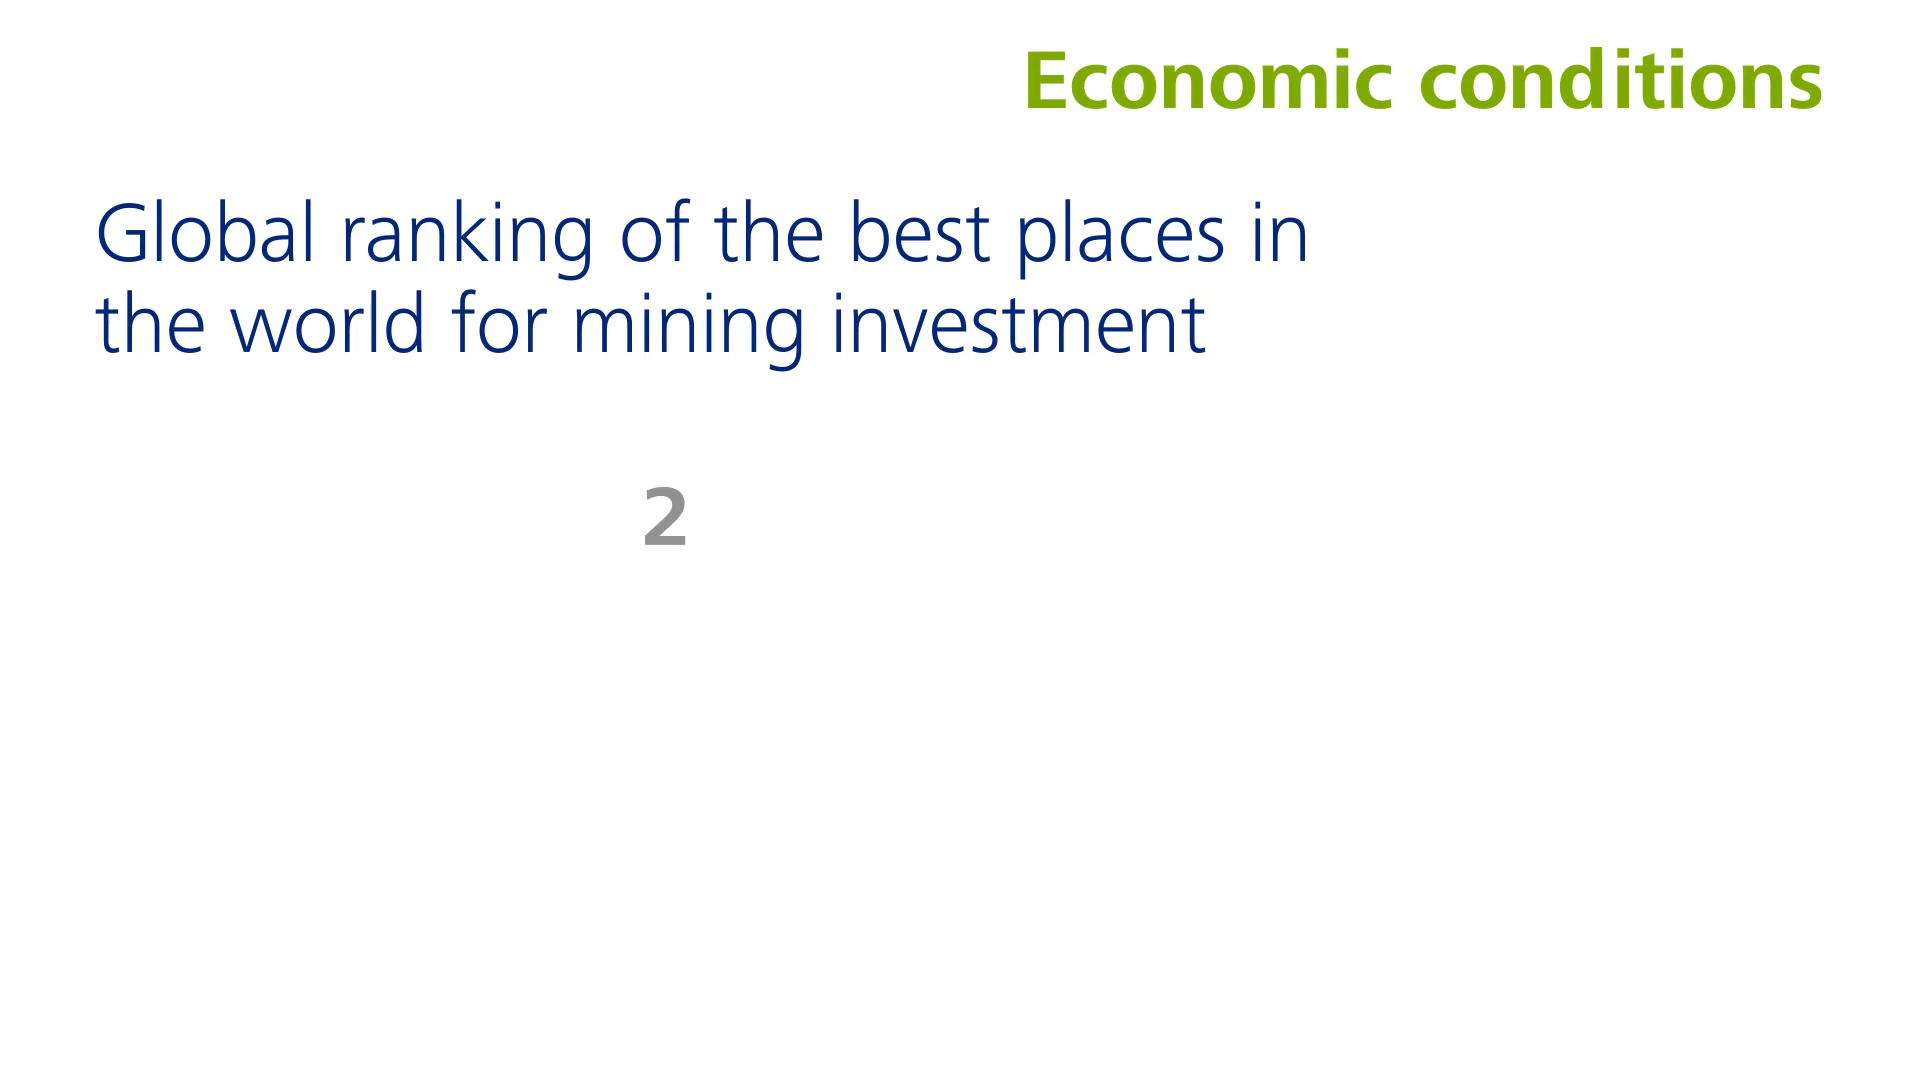 Economic conditions
Global ranking of the best places in
the world for mining investment
2